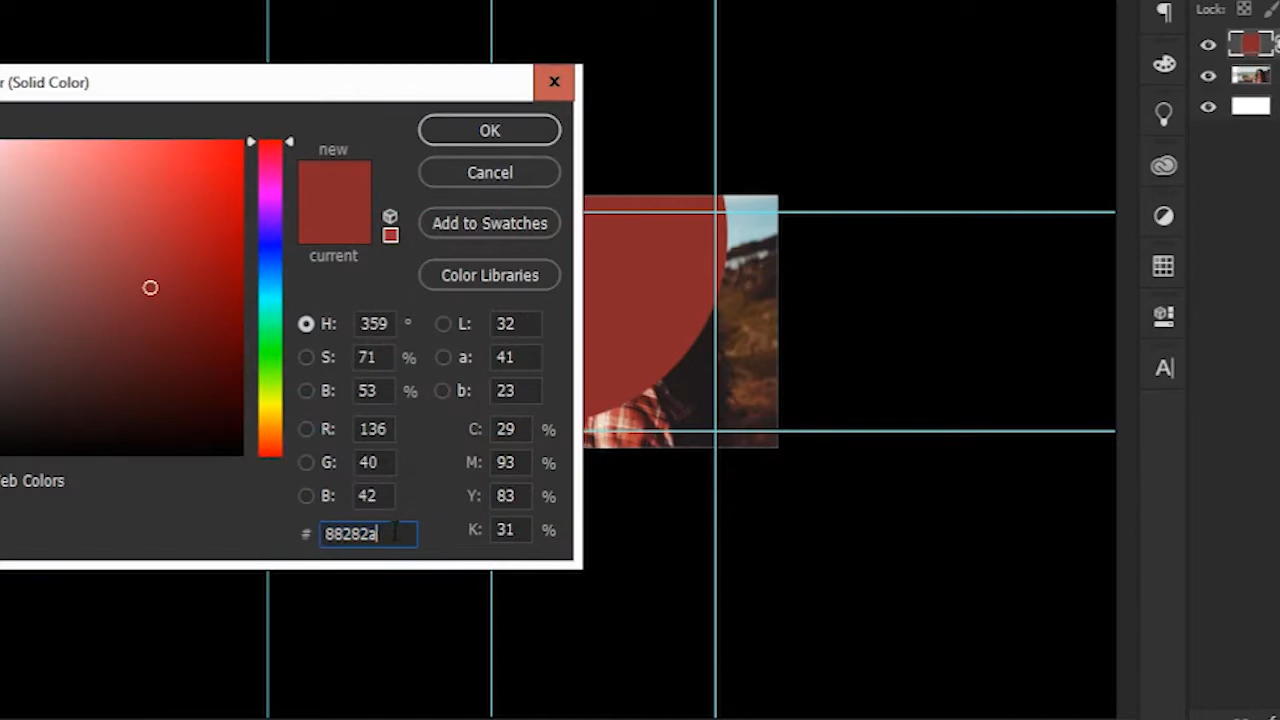 Lock:
r (Solid Color)
x
OK
new
Cancel
Add to Swatches
current
Color Libraries
H: 359 °
L: 32
S: 71 %
a: 41
B: 53 %
b: 23
R: 136
C: 29 %
G: 40
M: 93 %
eb Colors
B: 42
Y: 83 %
# 88282a
K: 31 %
A|